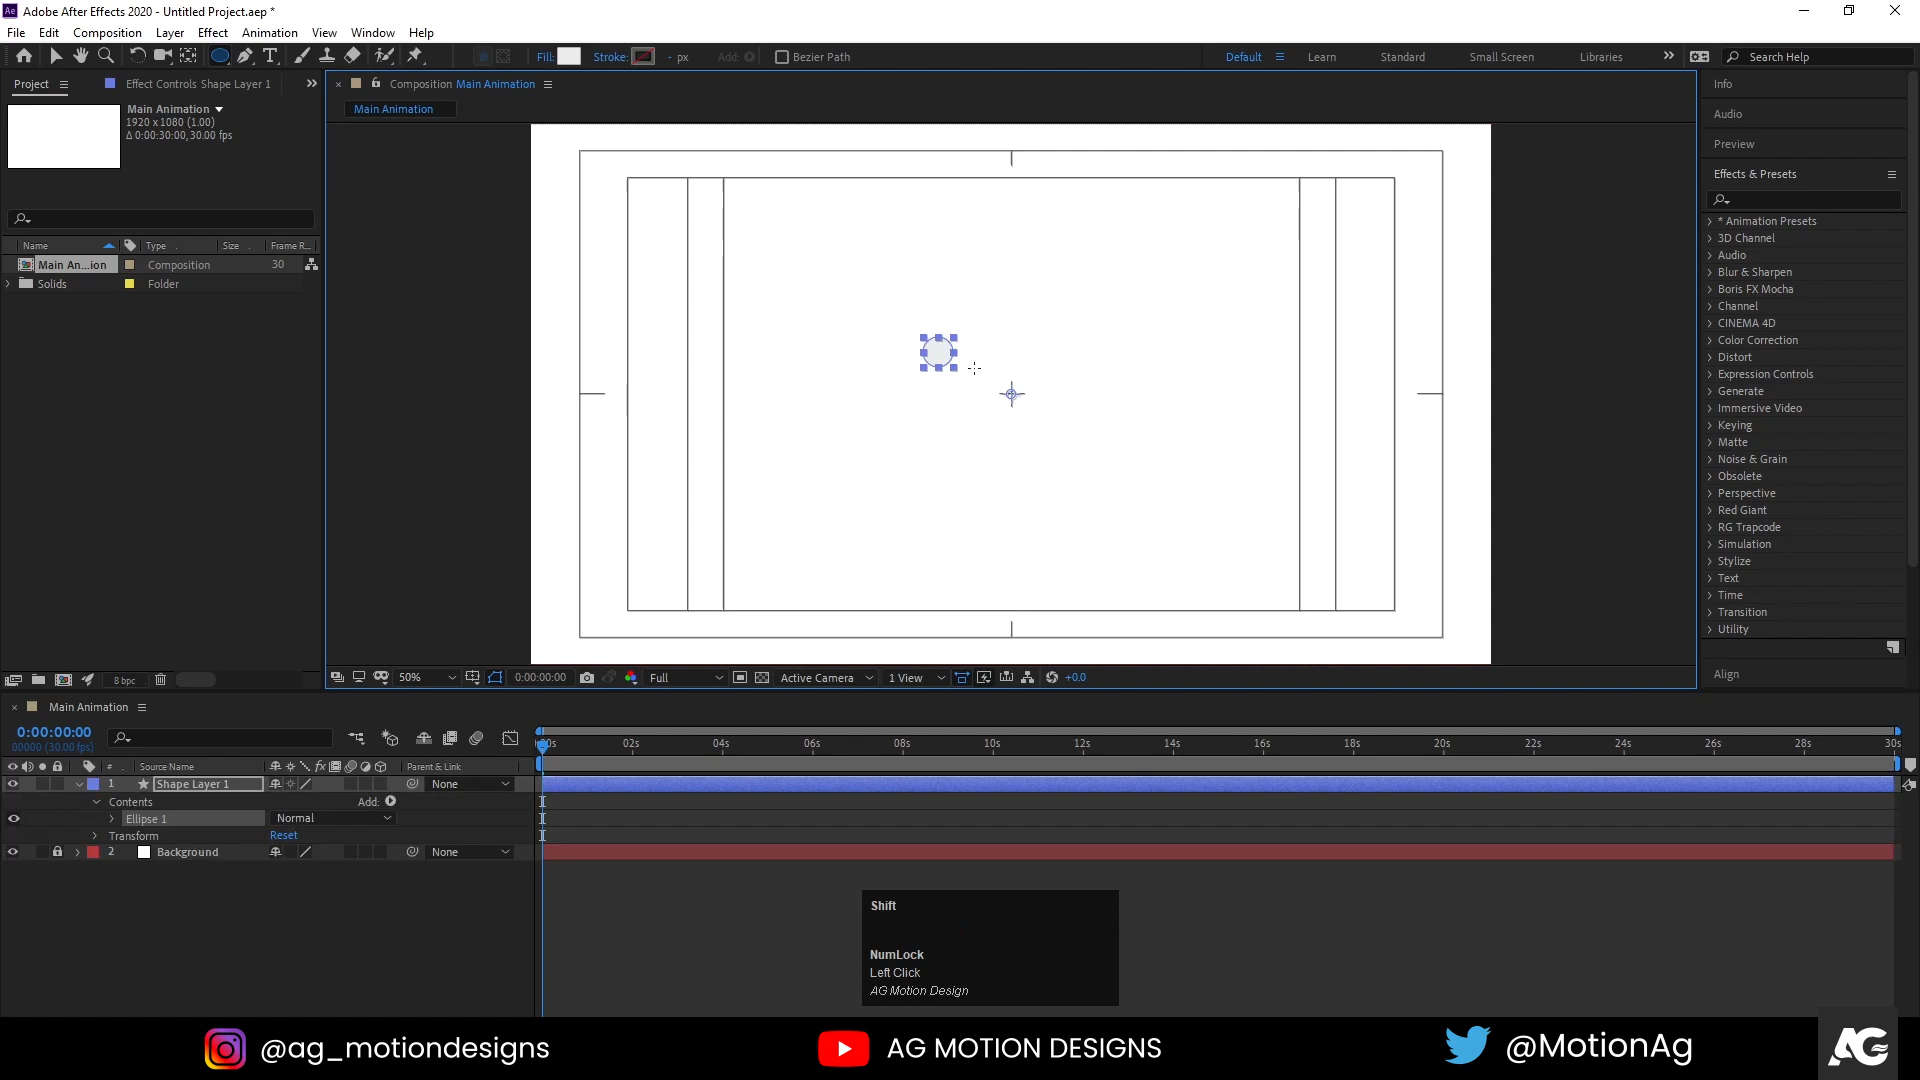 Ae Adobe After Effects 2020 - Untitled Project.aep *
File Edit Composition Layer Effect Animation View Window Help
Fill: Stroke: - px Add: Bezier Path Default Learn Standard Small Screen Libraries Search Help
Project Effect Controls Shape Layer 1
Composition Main Animation
Main Animation
Main Animation
1920 x 1080 (1.00)
Δ 0:00:30:00, 30.00 fps
Name Type Size Frame R...
Main An...ion Composition 30
Solids Folder
8 bpc
50% 0:00:00:00 Full Active Camera 1 View +0.0
Info
Audio
Preview
Effects & Presets
* Animation Presets
3D Channel
Audio
Blur & Sharpen
Boris FX Mocha
Channel
CINEMA 4D
Color Correction
Distort
Expression Controls
Generate
Immersive Video
Keying
Matte
Noise & Grain
Obsolete
Perspective
Red Giant
RG Trapcode
Simulation
Stylize
Text
Time
Transition
Utility
Align
Main Animation
0:00:00:00
00000 (30.00 fps)
02s 04s 06s 08s 10s 12s 14s 16s 18s 20s 22s 24s 26s 28s 30s
# Source Name fx Parent & Link
1 Shape Layer 1 None
Contents Add:
Ellipse 1 Normal
Transform Reset
2 Background None
Shift
NumLock
Left Click
AG Motion Design
@ag_motiondesigns AG MOTION DESIGNS @MotionAg AG